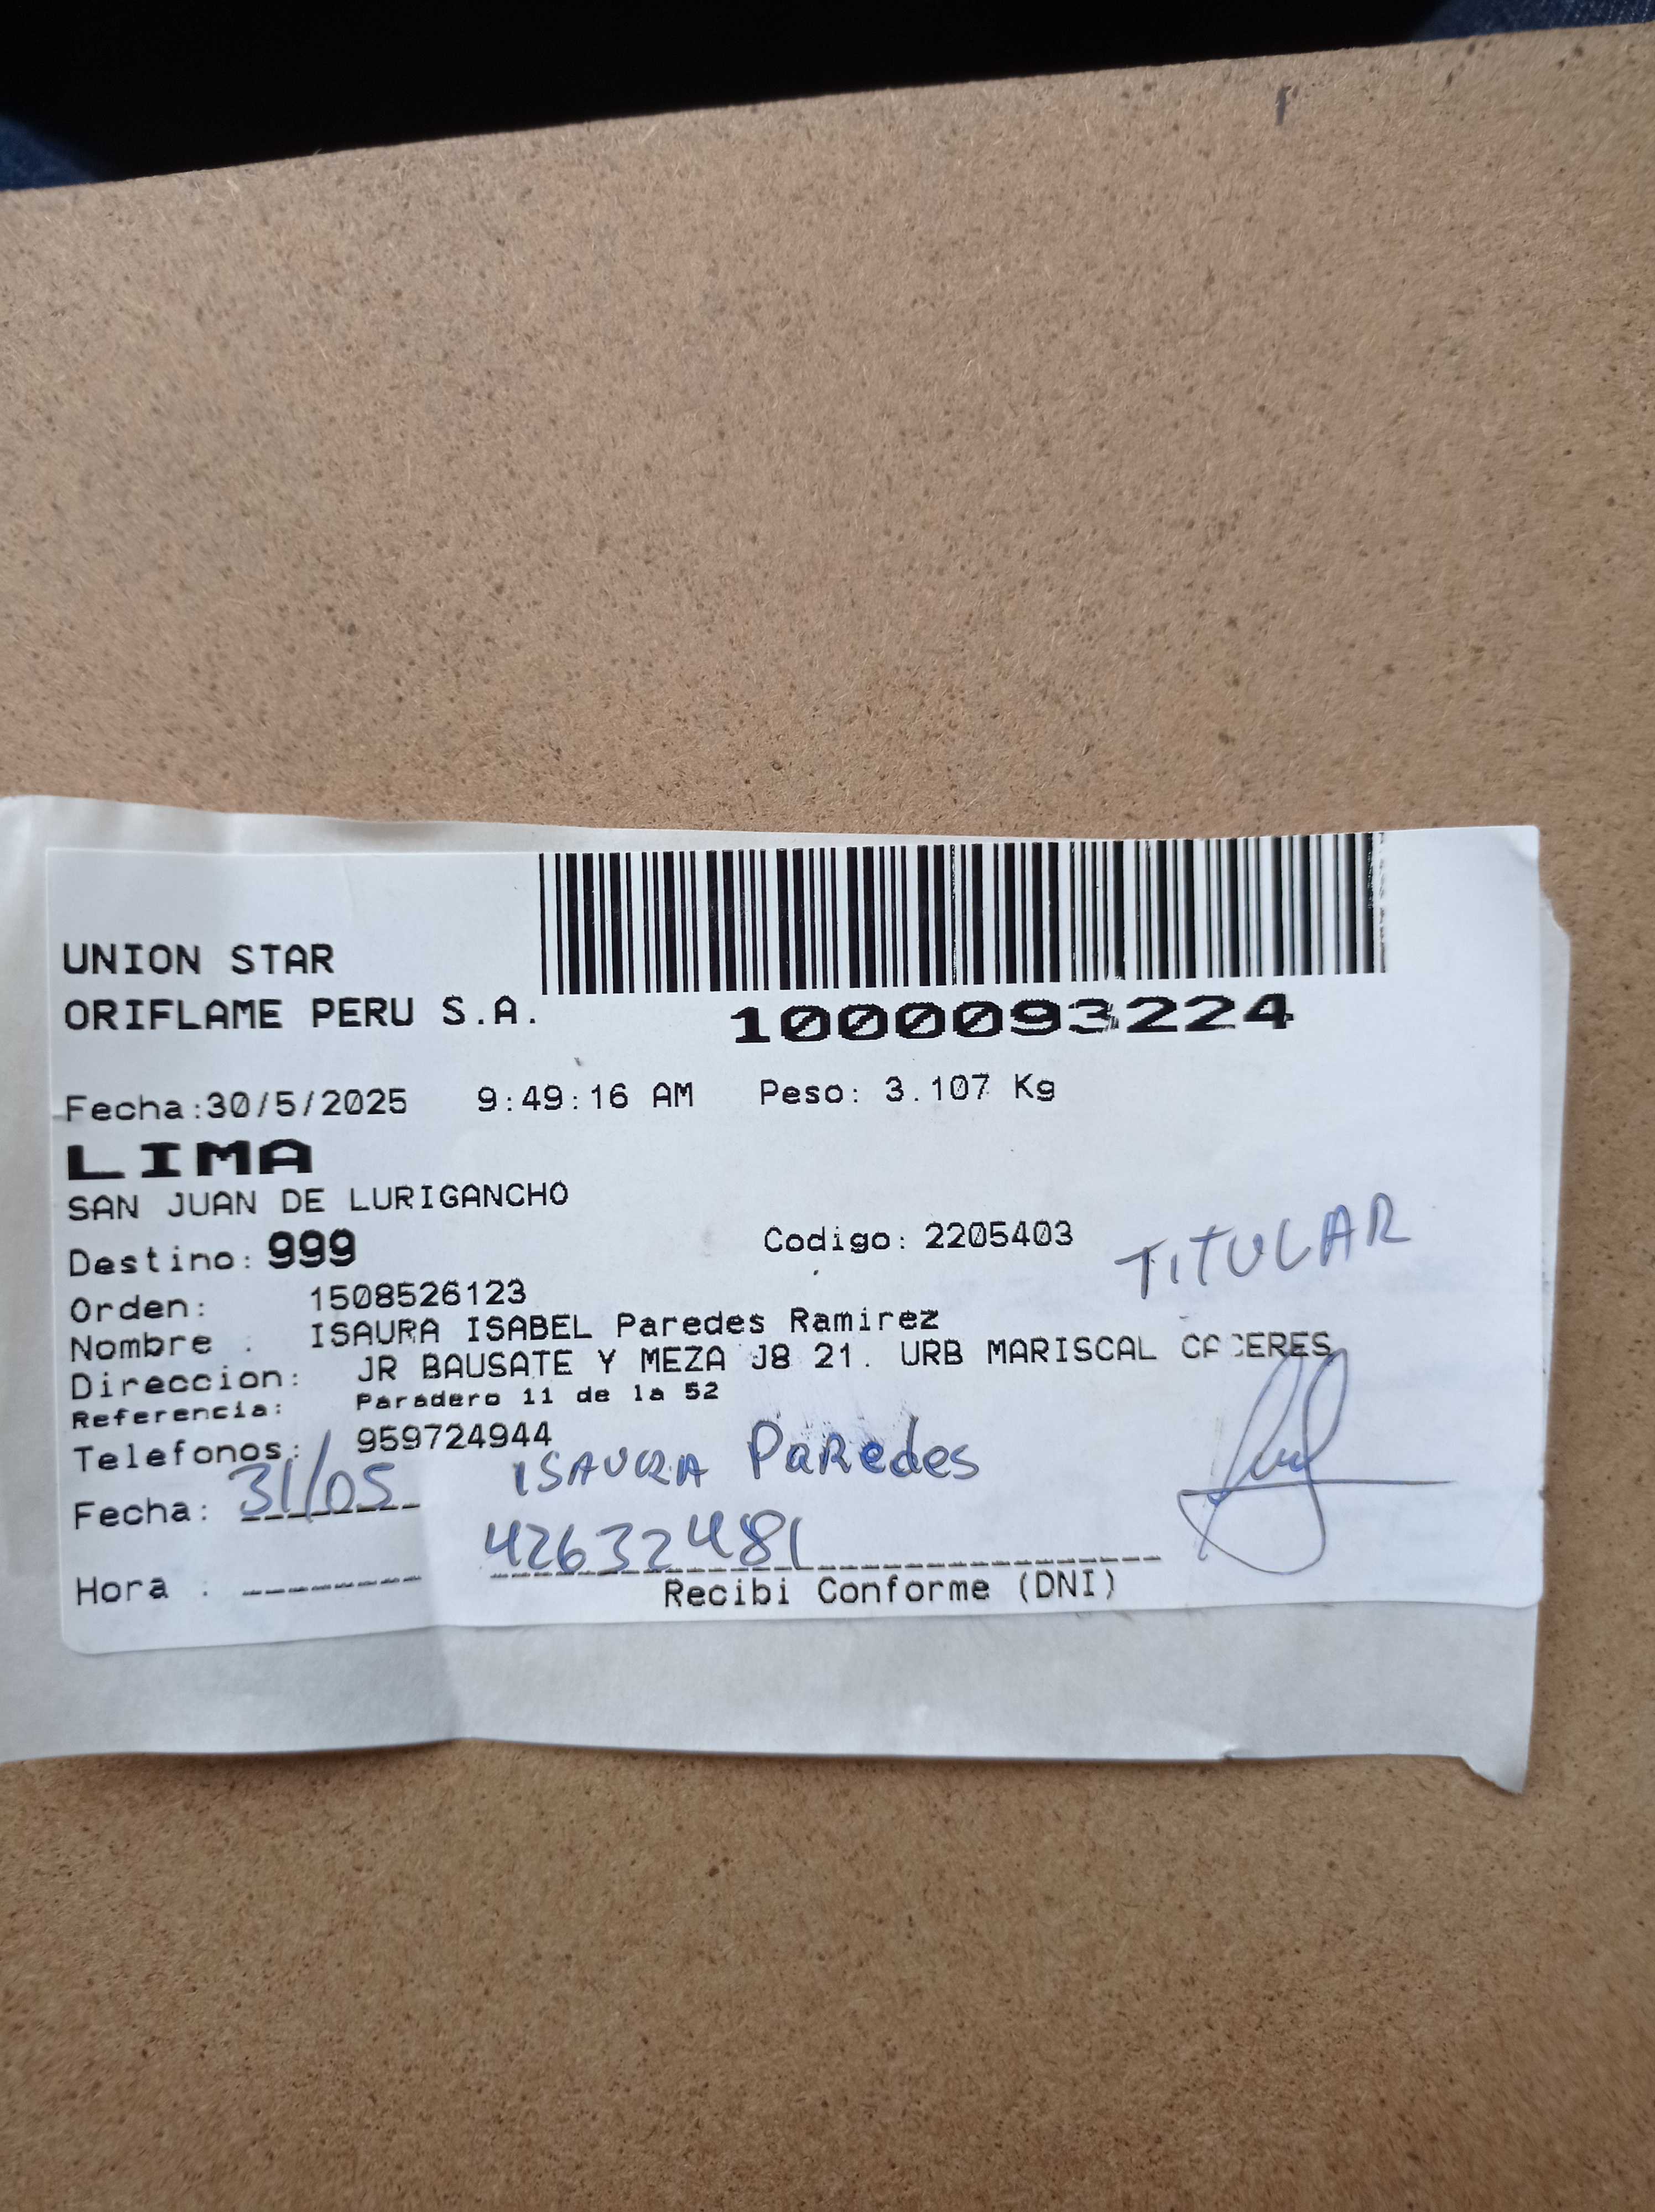 UNION STAR
ORIFLAME PERU S.A.
1000093224
Fecha:30/5/2025 9:49:16 AM Peso: 3.107 Kg
LIMA
SAN JUAN DE LURIGANCHO
Destino: 999 Codigo: 2205403 TITULAR
Orden: 1508526123
Nombre : ISAURA ISABEL Paredes Ramirez
Direccion: JR BAUSATE Y MEZA J8 21. URB MARISCAL CACERES
Referencia: Paradero 11 de la 52
Telefonos: 959724944
Fecha: 31/05 ISAURA Paredes
42632481
Hora :
Recibi Conforme (DNI)